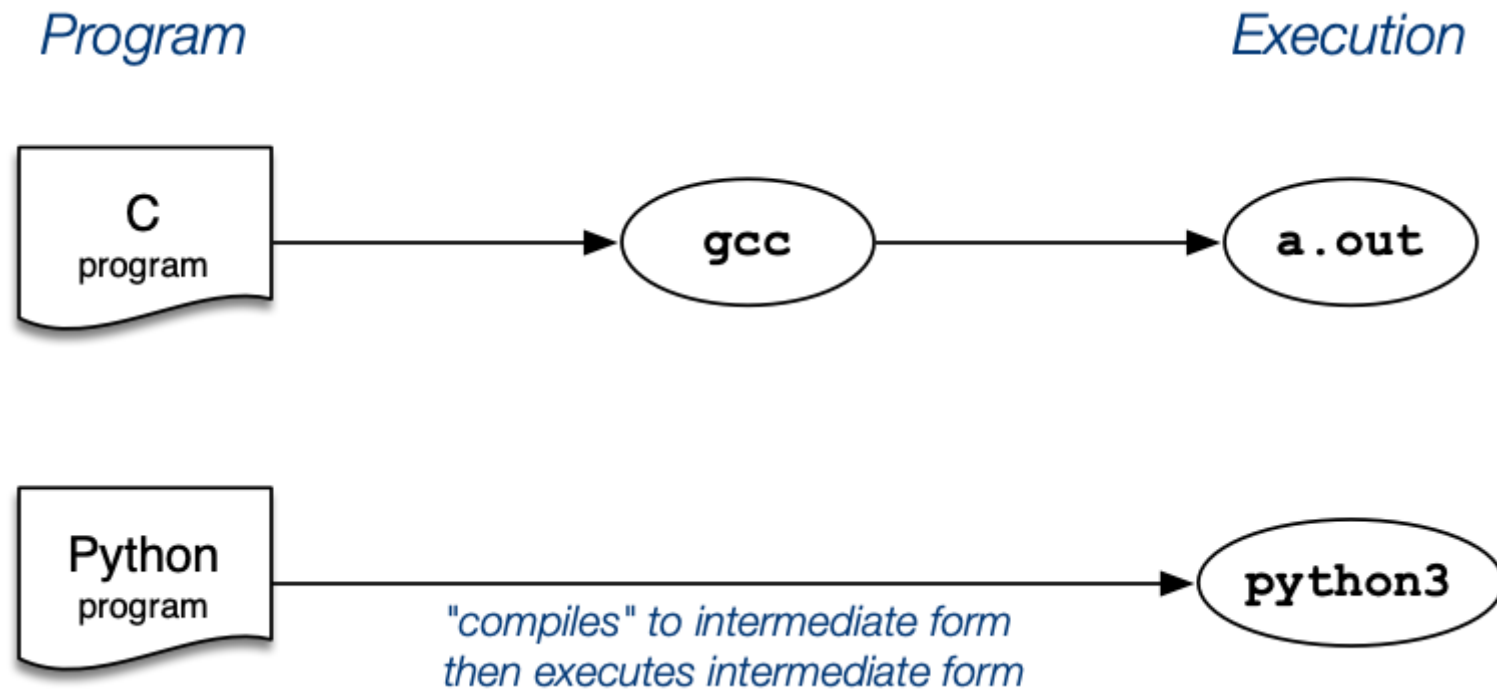 Program
Execution
C
program
gcc
a.out
Python
program
python3
"compiles" to intermediate form
then executes intermediate form